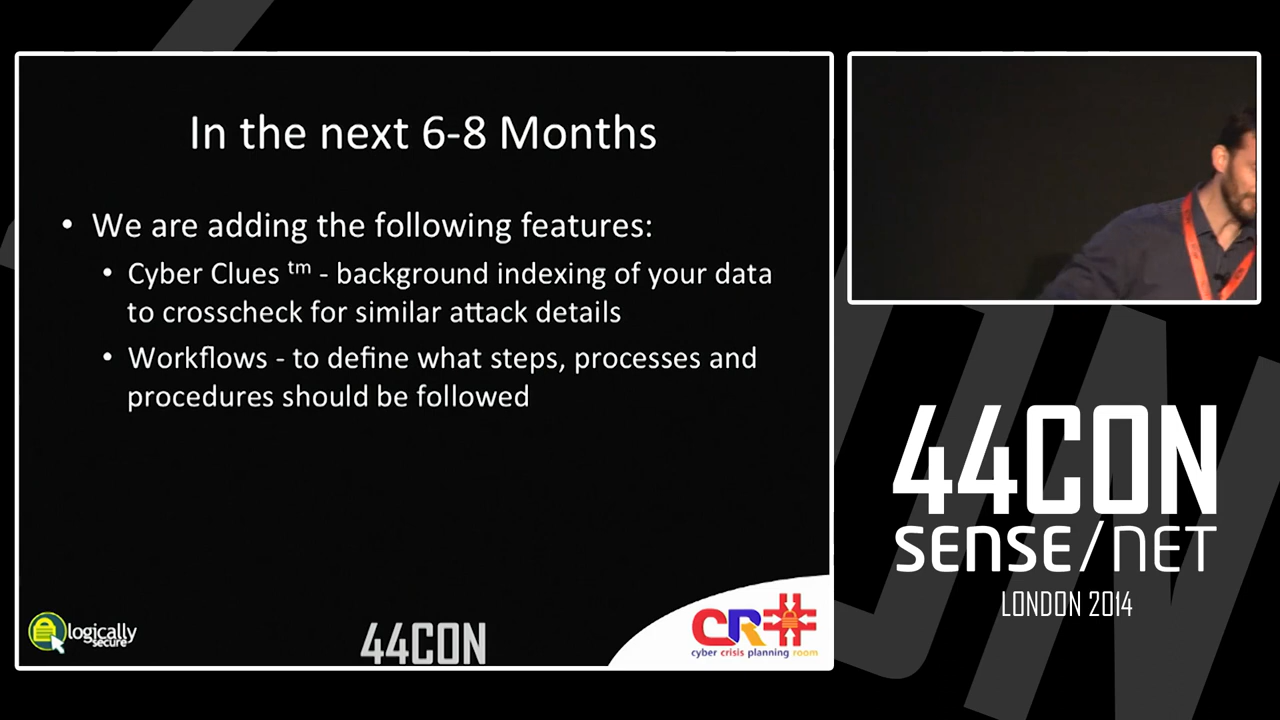 In the next 6-8 Months
• We are adding the following features:
• Cyber Clues ™ - background indexing of your data
to crosscheck for similar attack details
• Workflows - to define what steps, processes and
procedures should be followed
logically
secure
44CON
CR
cyber crisis planning room
44CON
SENSE/NET
LONDON 2014